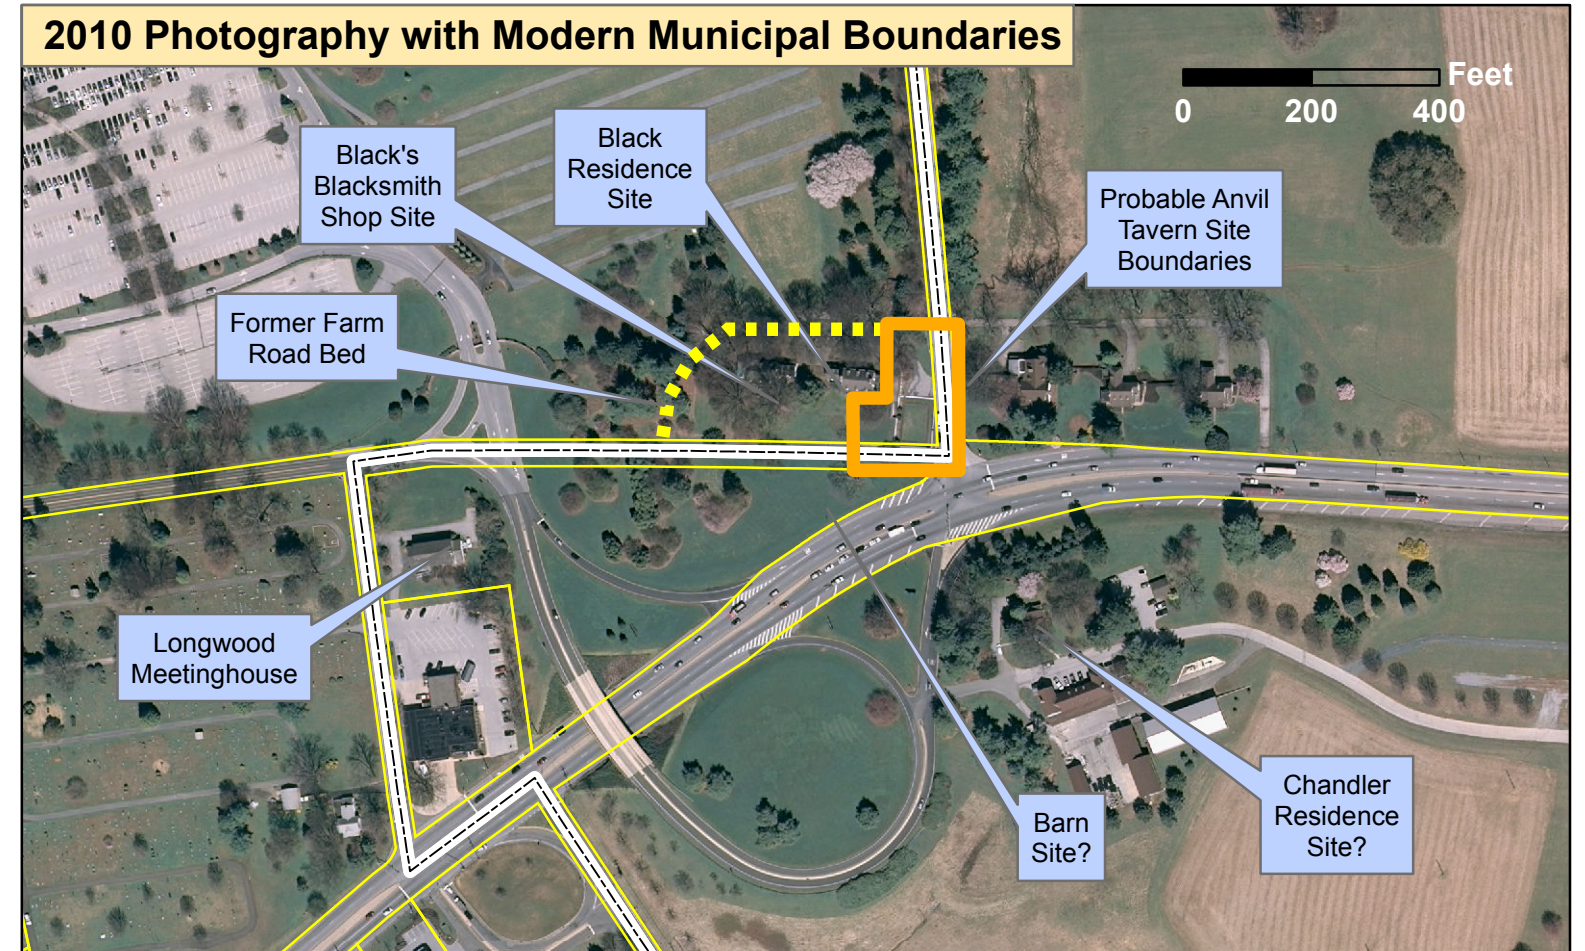 2010 Photography with Modern Municipal Boundaries
Feet
0 200 400
Black's
Blacksmith
Shop Site
Black
Residence
Site
Probable Anvil
Tavern Site
Boundaries
Former Farm
Road Bed
Longwood
Meetinghouse
Barn
Site?
Chandler
Residence
Site?